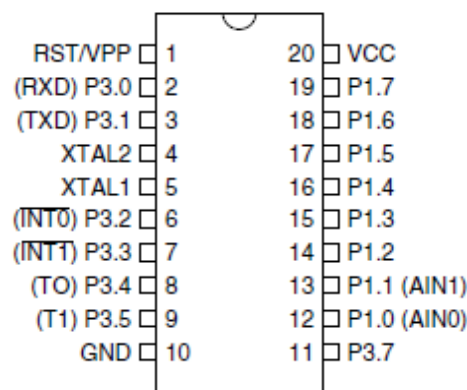 RST/VPP 1 20 VCC
(RXD) P3.0 2 19 P1.7
(TXD) P3.1 3 18 P1.6
XTAL2 4 17 P1.5
XTAL1 5 16 P1.4
(INT0) P3.2 6 15 P1.3
(INT1) P3.3 7 14 P1.2
(TO) P3.4 8 13 P1.1 (AIN1)
(T1) P3.5 9 12 P1.0 (AIN0)
GND 10 11 P3.7